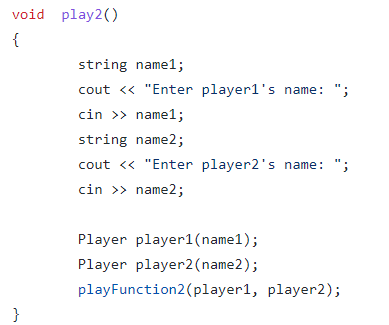 void  play2()
{
        string name1;
        cout << "Enter player1's name: ";
        cin >> name1;
        string name2;
        cout << "Enter player2's name: ";
        cin >> name2;

        Player player1(name1);
        Player player2(name2);
        playFunction2(player1, player2);
}